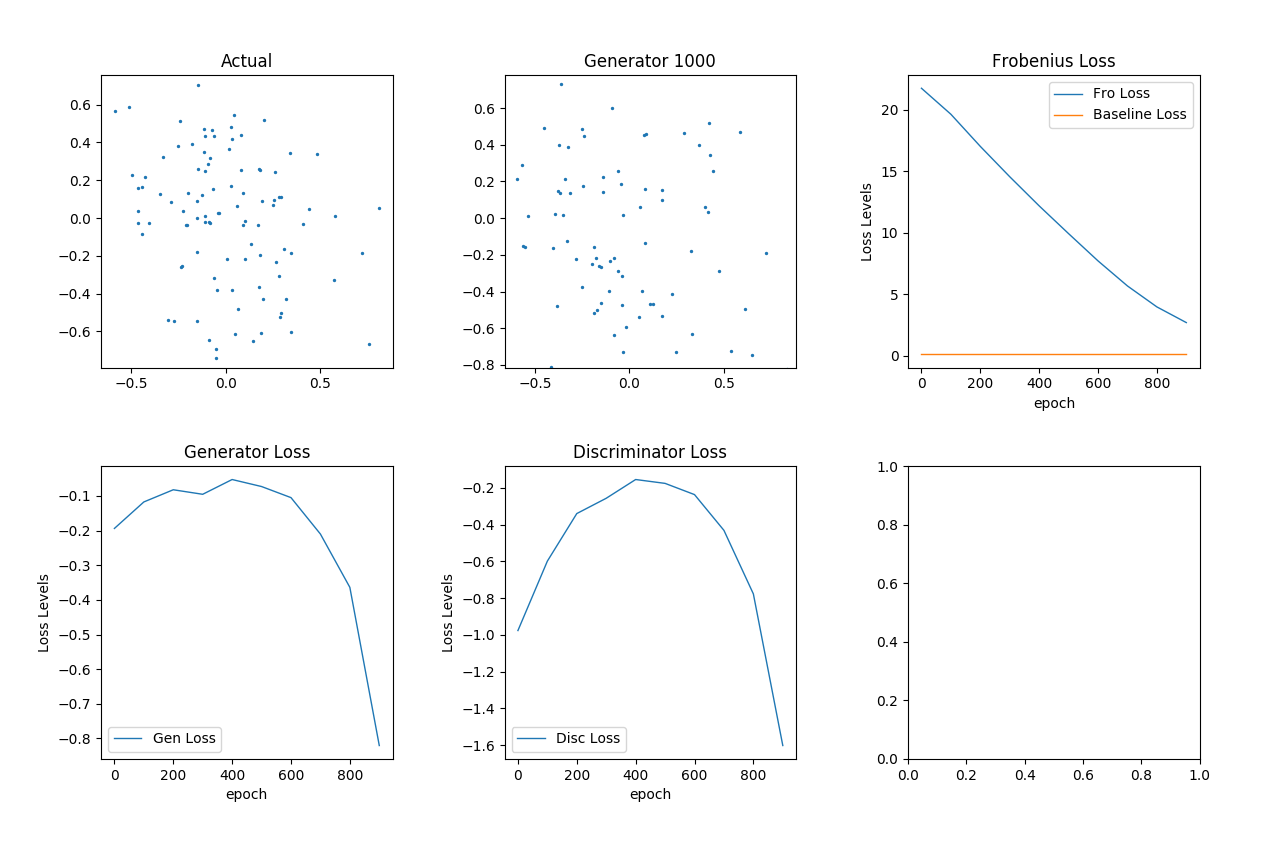 Actual
0.6
0.4
0.2
0.0
−0.2
−0.4
−0.6
−0.5 0.0 0.5
Generator 1000
0.6
0.4
0.2
0.0
−0.2
−0.4
−0.6
−0.8
−0.5 0.0 0.5
Frobenius Loss
Fro Loss
Baseline Loss
Loss Levels
20
15
10
5
0
0 200 400 600 800
epoch
Generator Loss
Loss Levels
−0.1
−0.2
−0.3
−0.4
−0.5
−0.6
−0.7
−0.8
Gen Loss
0 200 400 600 800
epoch
Discriminator Loss
Loss Levels
−0.2
−0.4
−0.6
−0.8
−1.0
−1.2
−1.4
−1.6
Disc Loss
0 200 400 600 800
epoch
1.0
0.8
0.6
0.4
0.2
0.0
0.0 0.2 0.4 0.6 0.8 1.0